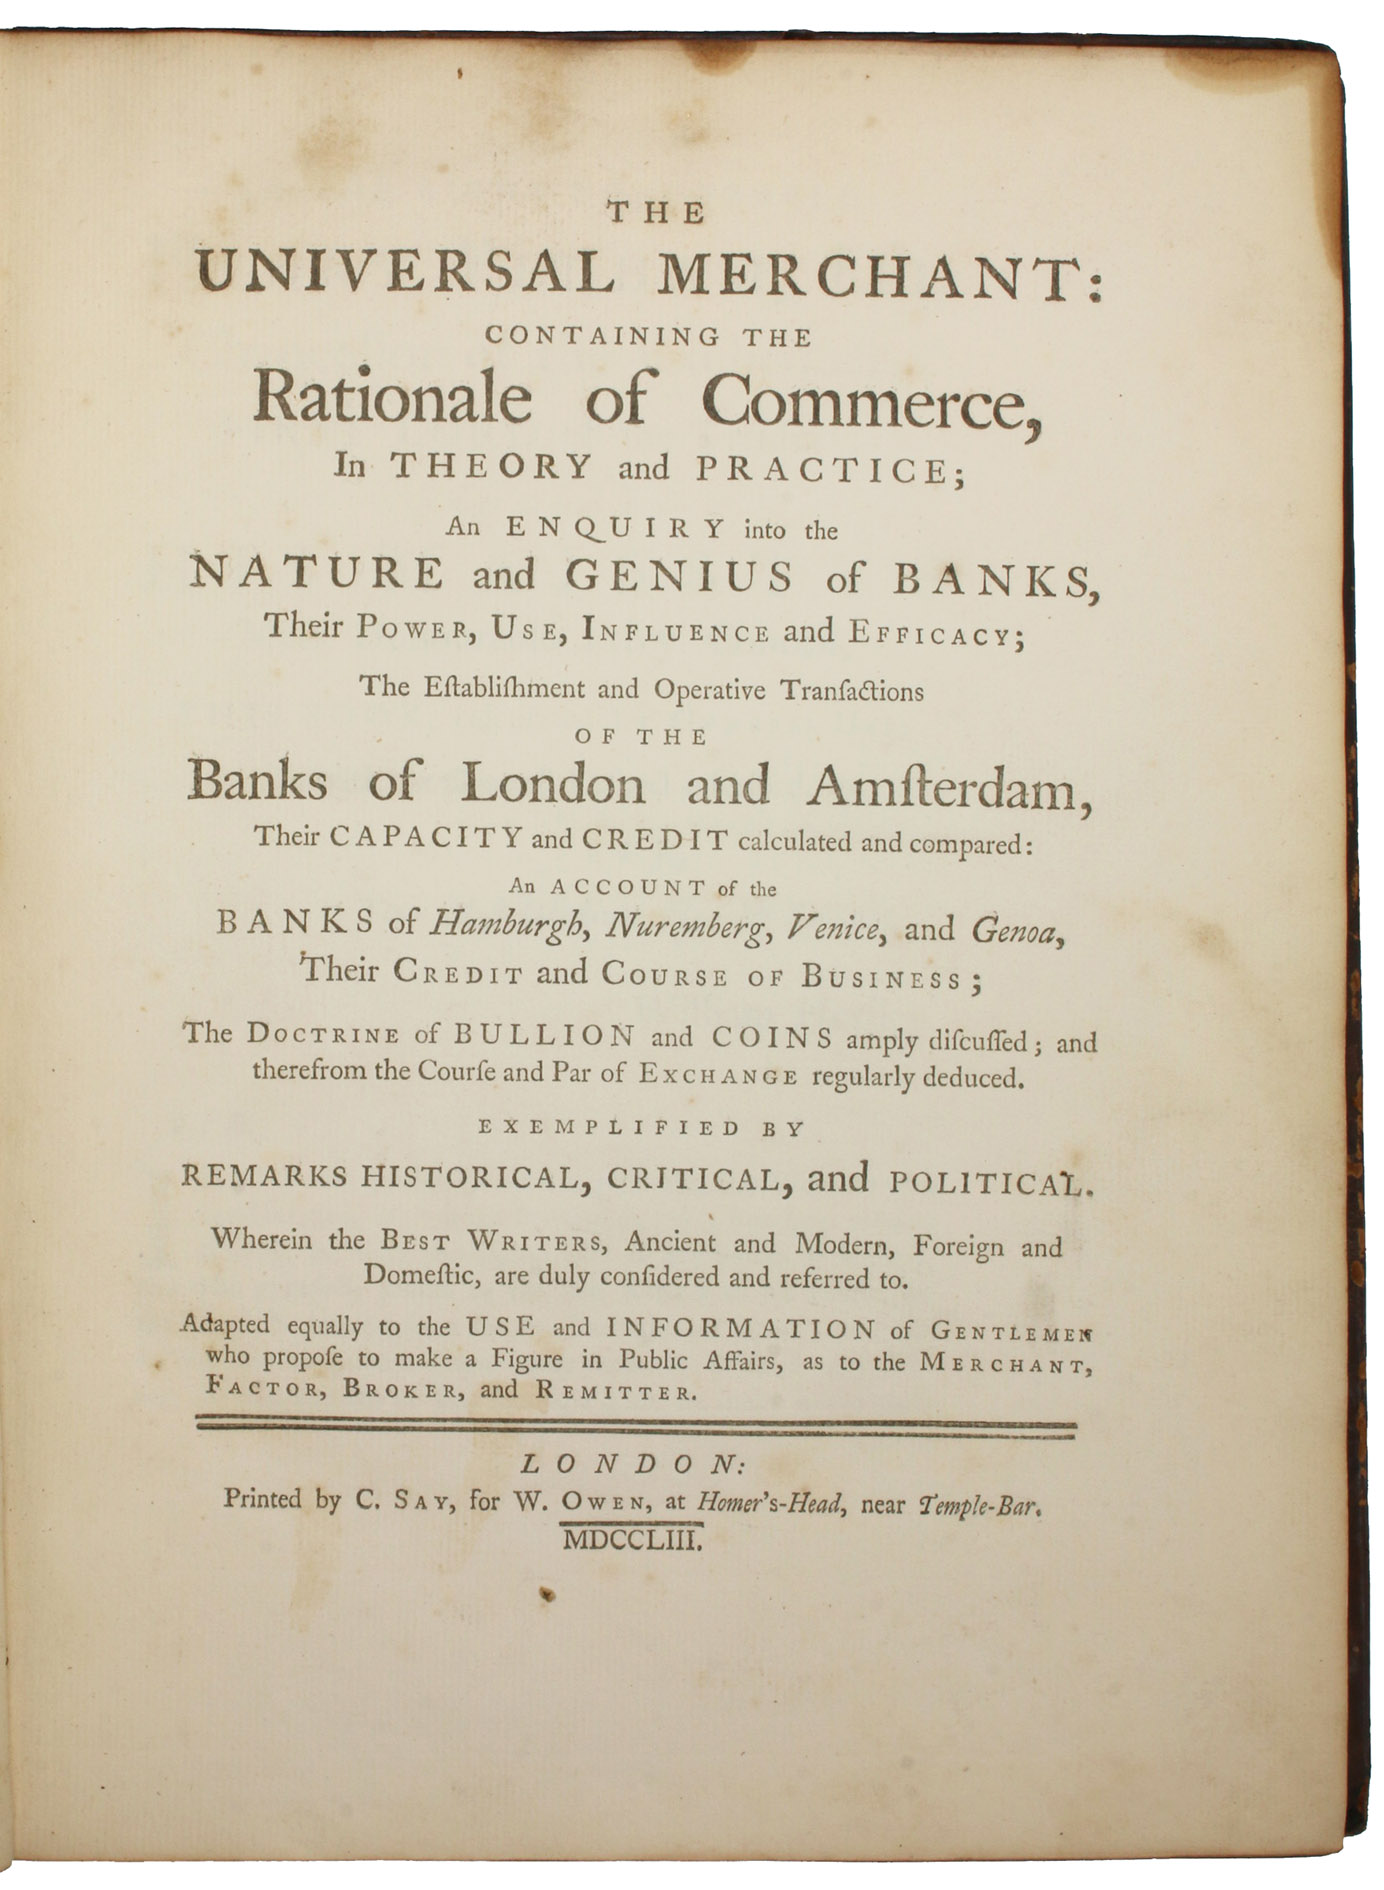 THE
UNIVERSAL MERCHANT:
CONTAINING THE
Rationale of Commerce,
In THEORY and PRACTICE;
An ENQUIRY into the
NATURE and GENIUS of BANKS,
Their POWER, USE, INFLUENCE and EFFICACY;
The Eſtabliſhment and Operative Tranſactions
OF THE
Banks of London and Amſterdam,
Their CAPACITY and CREDIT calculated and compared:
An ACCOUNT of the
BANKS of Hamburgh, Nuremberg, Venice, and Genoa,
Their CREDIT and COURSE OF BUSINESS;
The DOCTRINE of BULLION and COINS amply diſcuſſed; and
therefrom the Courſe and Par of EXCHANGE regularly deduced.
EXEMPLIFIED BY
REMARKS HISTORICAL, CRITICAL, and POLITICAL.
Wherein the BEST WRITERS, Ancient and Modern, Foreign and
Domeſtic, are duly conſidered and referred to.
Adapted equally to the USE and INFORMATION of GENTLEMEN
who propoſe to make a Figure in Public Affairs, as to the MERCHANT,
FACTOR, BROKER, and REMITTER.
LONDON:
Printed by C. SAY, for W. OWEN, at Homer's-Head, near Temple-Bar.
MDCCLIII.